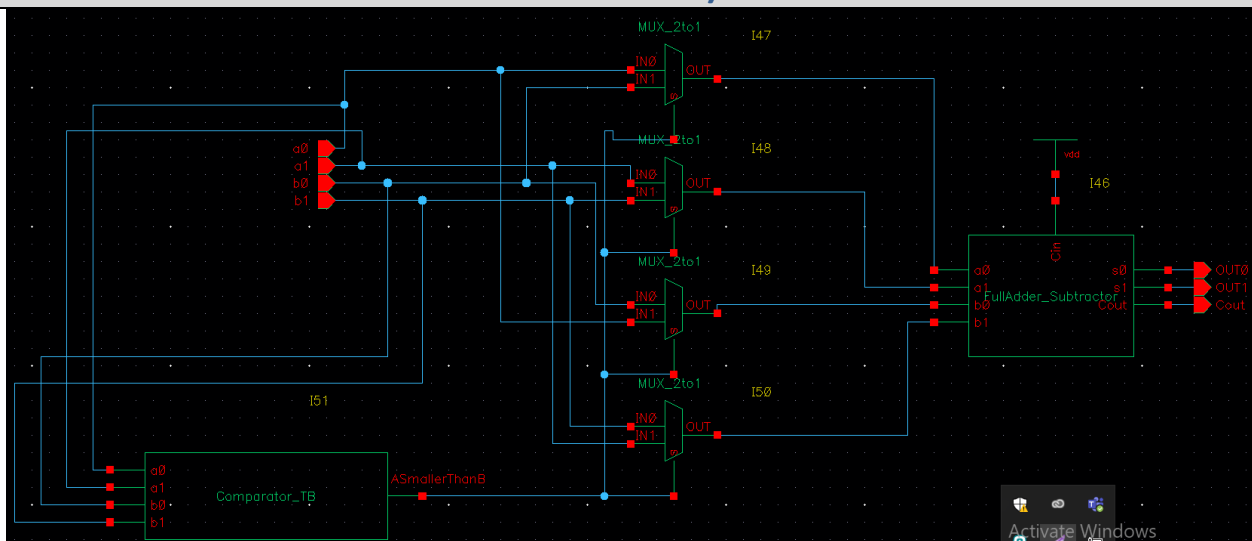 MUX_2to1
I47
IN0
IN1
OUT
s
MUX_2to1
I48
IN0
IN1
OUT
s
MUX_2to1
I49
IN0
IN1
OUT
s
MUX_2to1
I50
IN0
IN1
OUT
s
a0
a1
b0
b1
vdd
I46
Cin
a0
a1
b0
b1
FullAdder_Subtractor
s0
s1
Cout
OUT0
OUT1
Cout
I51
a0
a1
b0
b1
Comparator_TB
ASmallerThanB
Activate Windows